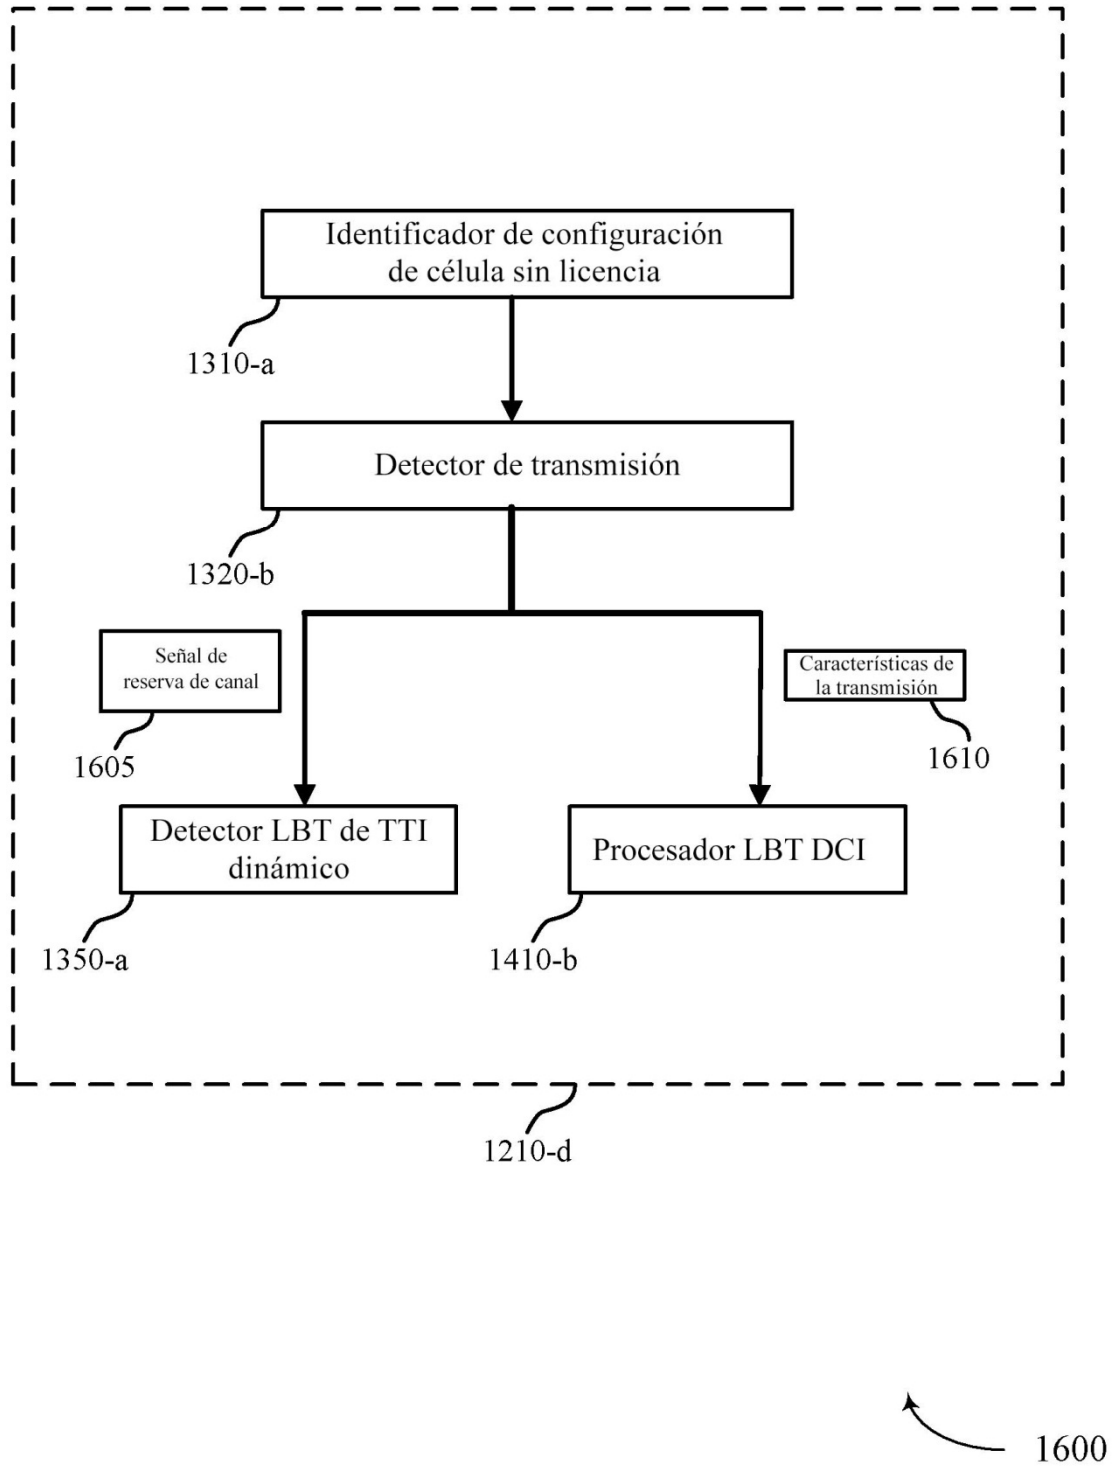 Identificador de configuración
de célula sin licencia
1310-a
Detector de transmisión
1320-b
Señal de
reserva de canal
1605
Características de
la transmisión
1610
Detector LBT de TTI
dinámico
1350-a
Procesador LBT DCI
1410-b
1210-d
1600